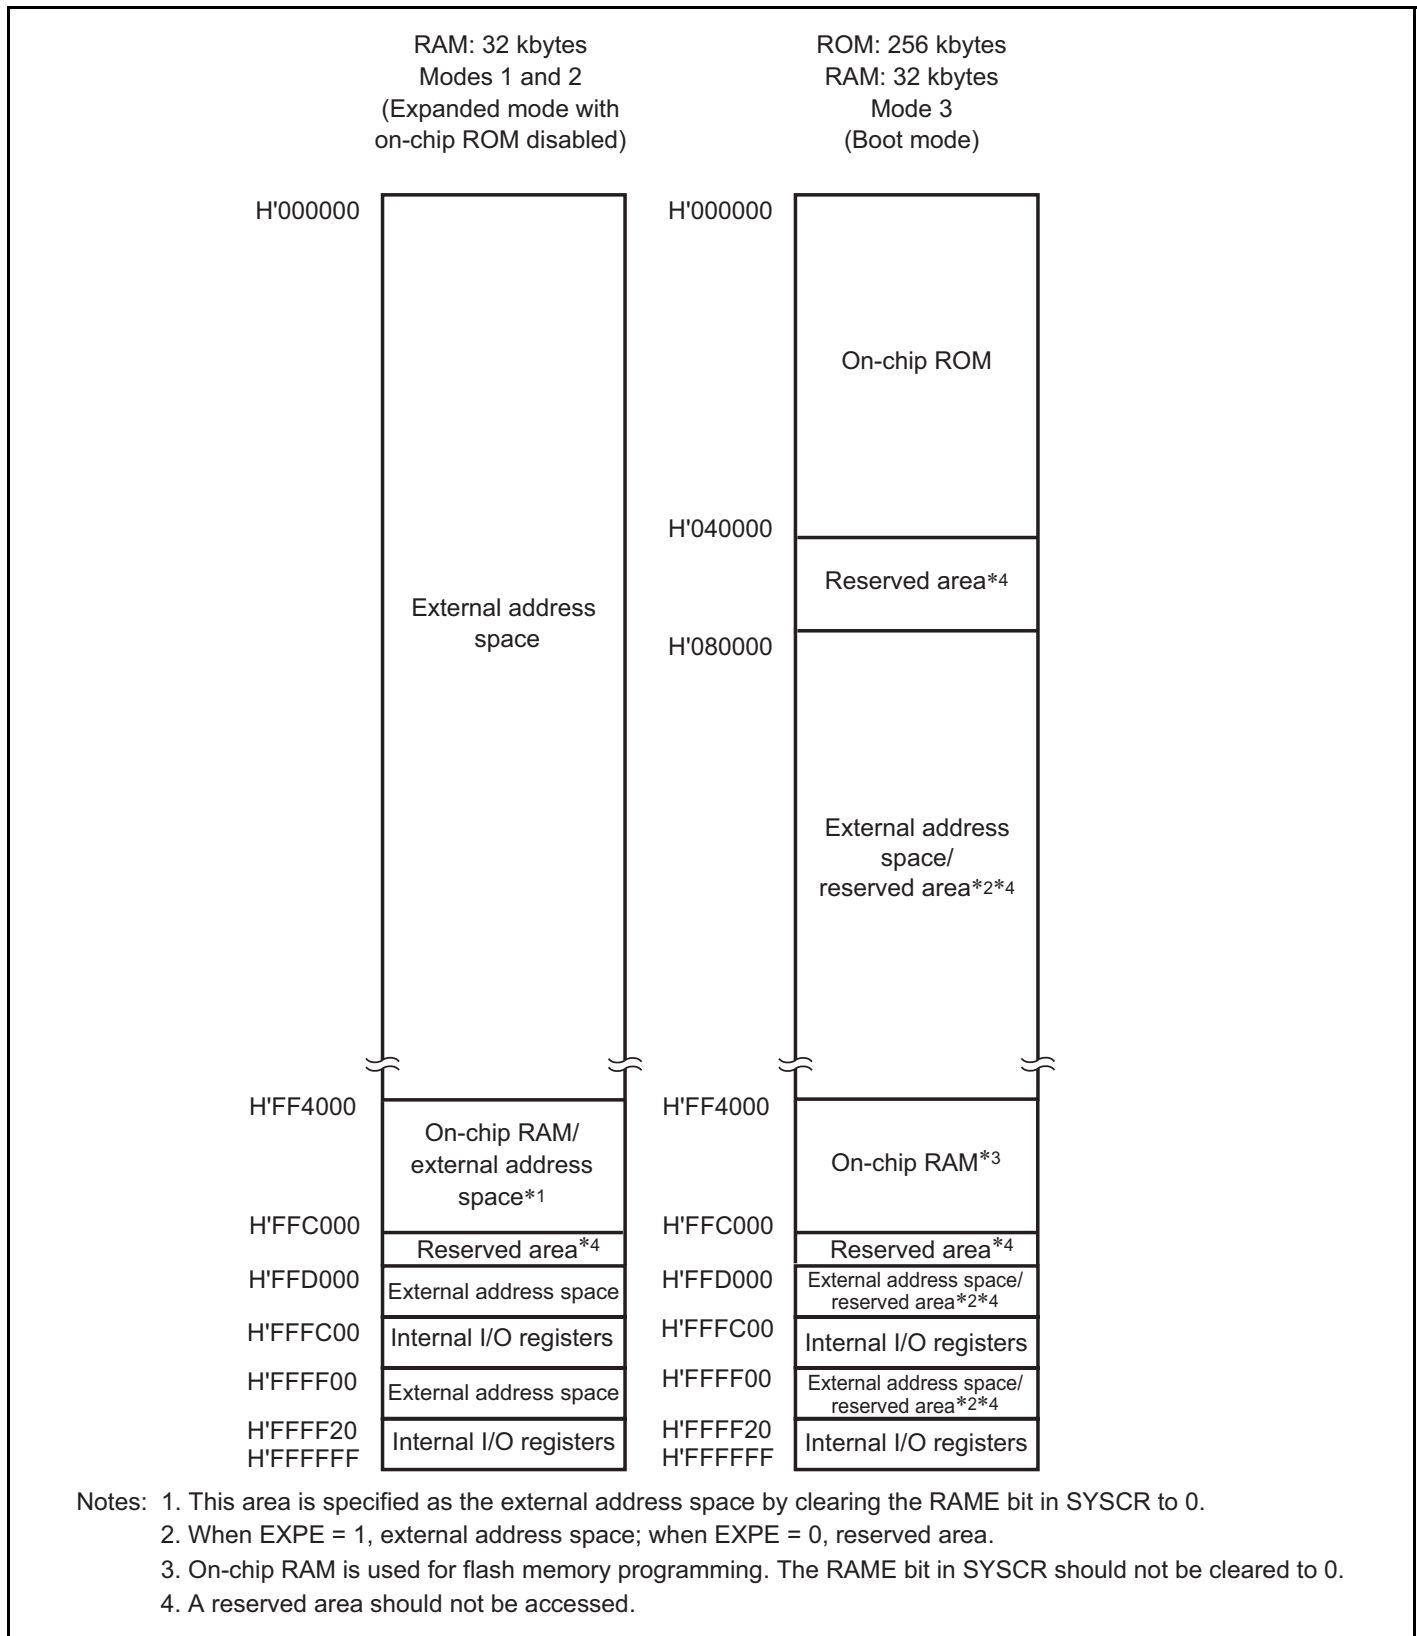 RAM: 32 kbytes
Modes 1 and 2
(Expanded mode with
on-chip ROM disabled)
H'000000
External address
space
H'FF4000
On-chip RAM/
external address
space*1
H'FFC000
Reserved area*4
H'FFD000
External address space
H'FFFC00
Internal I/O registers
H'FFFF00
External address space
H'FFFF20
Internal I/O registers
H'FFFFFF
ROM: 256 kbytes
RAM: 32 kbytes
Mode 3
(Boot mode)
H'000000
On-chip ROM
H'040000
Reserved area*4
H'080000
External address
space/
reserved area*2*4
H'FF4000
On-chip RAM*3
H'FFC000
Reserved area*4
H'FFD000
External address space/
reserved area*2*4
H'FFFC00
Internal I/O registers
H'FFFF00
External address space/
reserved area*2*4
H'FFFF20
Internal I/O registers
H'FFFFFF
Notes: 1. This area is specified as the external address space by clearing the RAME bit in SYSCR to 0.
2. When EXPE = 1, external address space; when EXPE = 0, reserved area.
3. On-chip RAM is used for flash memory programming. The RAME bit in SYSCR should not be cleared to 0.
4. A reserved area should not be accessed.